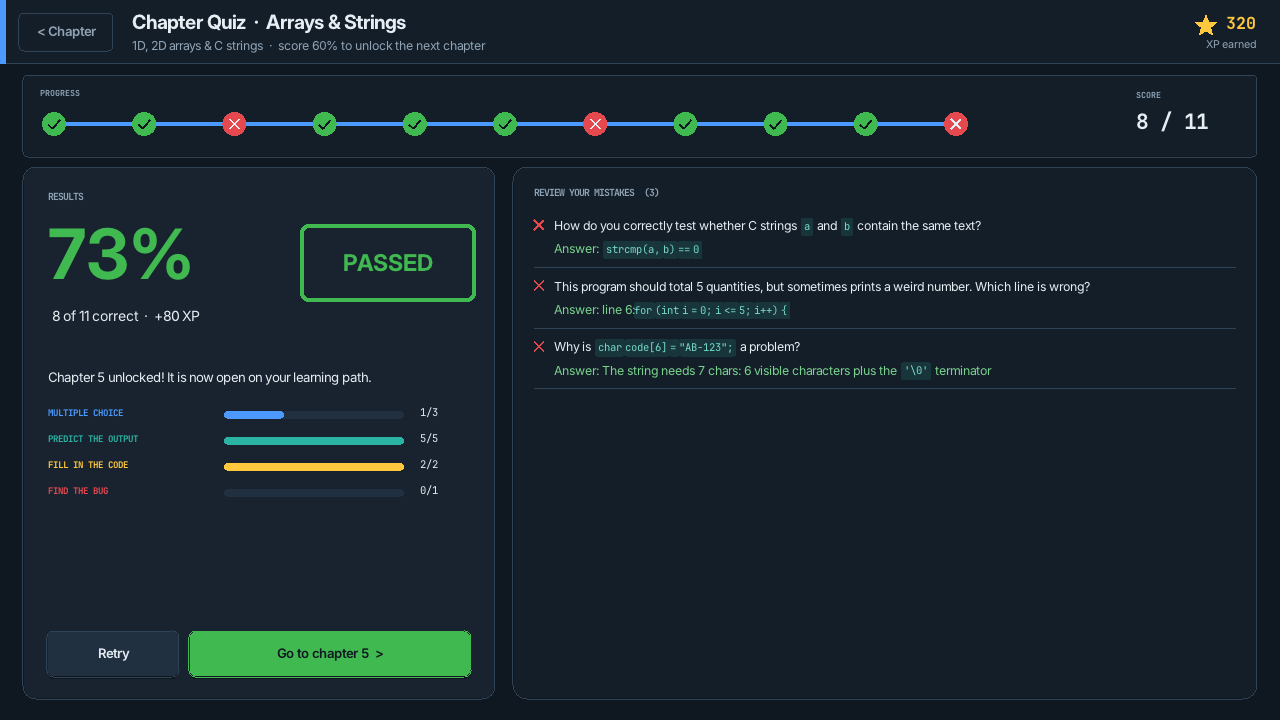 < Chapter
Chapter Quiz · Arrays & Strings
1D, 2D arrays & C strings · score 60% to unlock the next chapter
320
XP earned
PROGRESS
SCORE
8 / 11
RESULTS
73%
PASSED
8 of 11 correct · +80 XP
Chapter 5 unlocked! It is now open on your learning path.
MULTIPLE CHOICE 1/3
PREDICT THE OUTPUT 5/5
FILL IN THE CODE 2/2
FIND THE BUG 0/1
Retry
Go to chapter 5 >
REVIEW YOUR MISTAKES (3)
How do you correctly test whether C strings a and b contain the same text?
Answer: strcmp(a, b) == 0
This program should total 5 quantities, but sometimes prints a weird number. Which line is wrong?
Answer: line 6: for (int i = 0; i <= 5; i++) {
Why is char code[6] = "AB-123"; a problem?
Answer: The string needs 7 chars: 6 visible characters plus the '\0' terminator